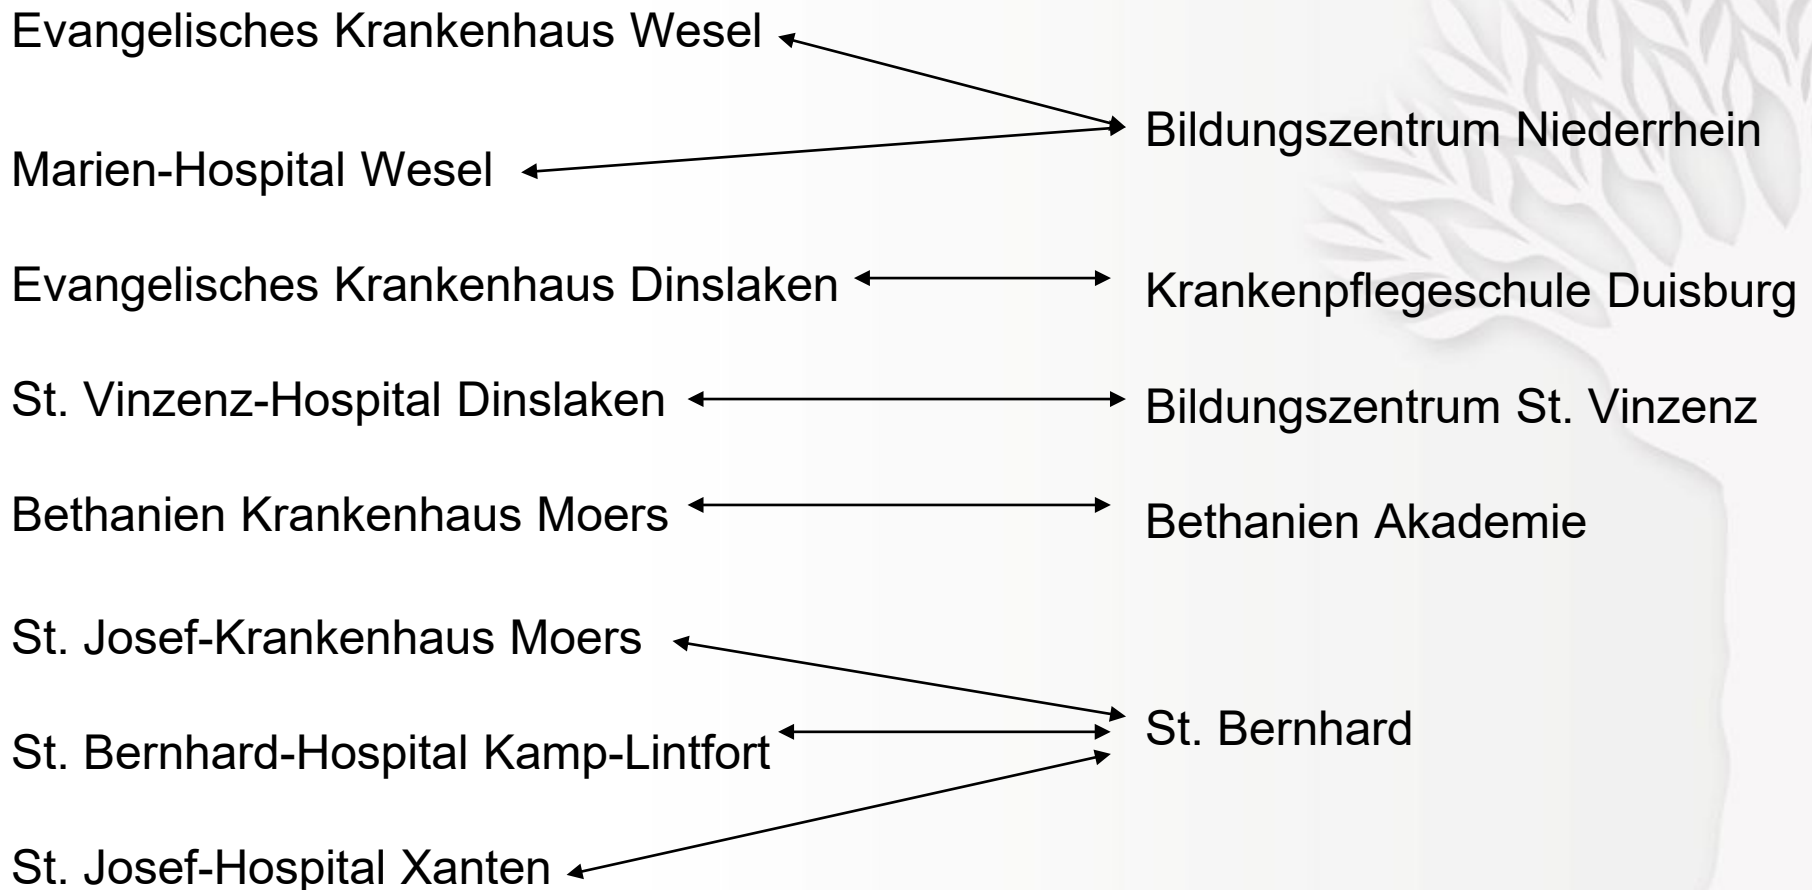 Evangelisches Krankenhaus Wesel
Bildungszentrum Niederrhein
Marien-Hospital Wesel
Evangelisches Krankenhaus Dinslaken
Krankenpflegeschule Duisburg
St. Vinzenz-Hospital Dinslaken
Bildungszentrum St. Vinzenz
Bethanien Krankenhaus Moers
Bethanien Akademie
St. Josef-Krankenhaus Moers
St. Bernhard
St. Bernhard-Hospital Kamp-Lintfort
St. Josef-Hospital Xanten